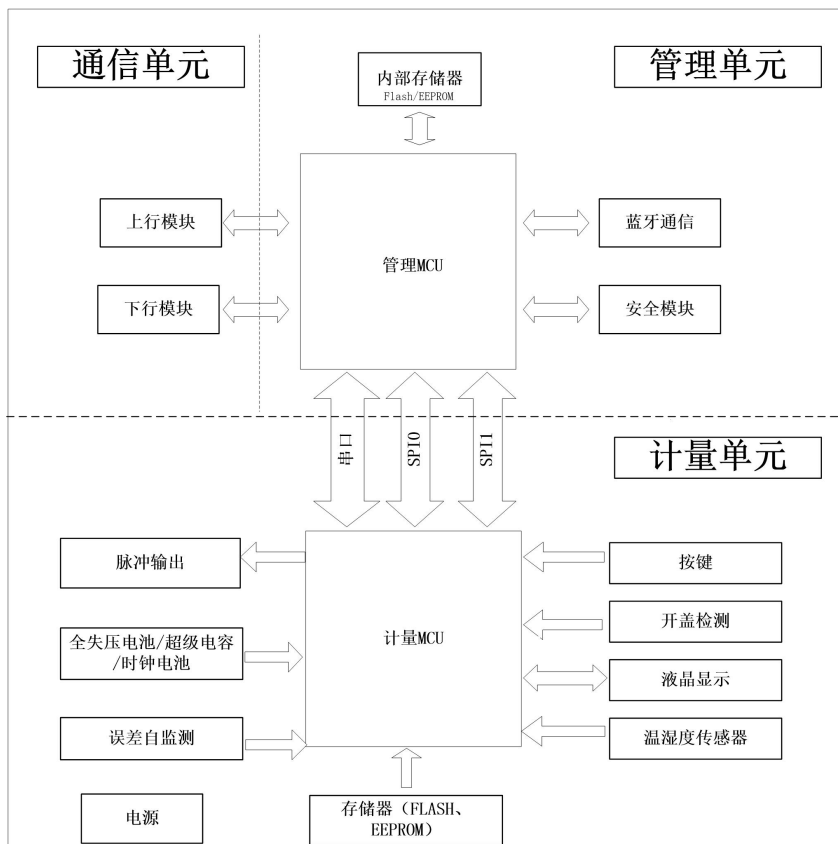 通信单元
管理单元
内部存储器
Flash/EEPROM
上行模块
下行模块
管理MCU
蓝牙通信
安全模块
串口
SPI0
SPI1
计量单元
脉冲输出
全失压电池/超级电容
/时钟电池
误差自监测
电源
计量MCU
按键
开盖检测
液晶显示
温湿度传感器
存储器（FLASH、
EEPROM）